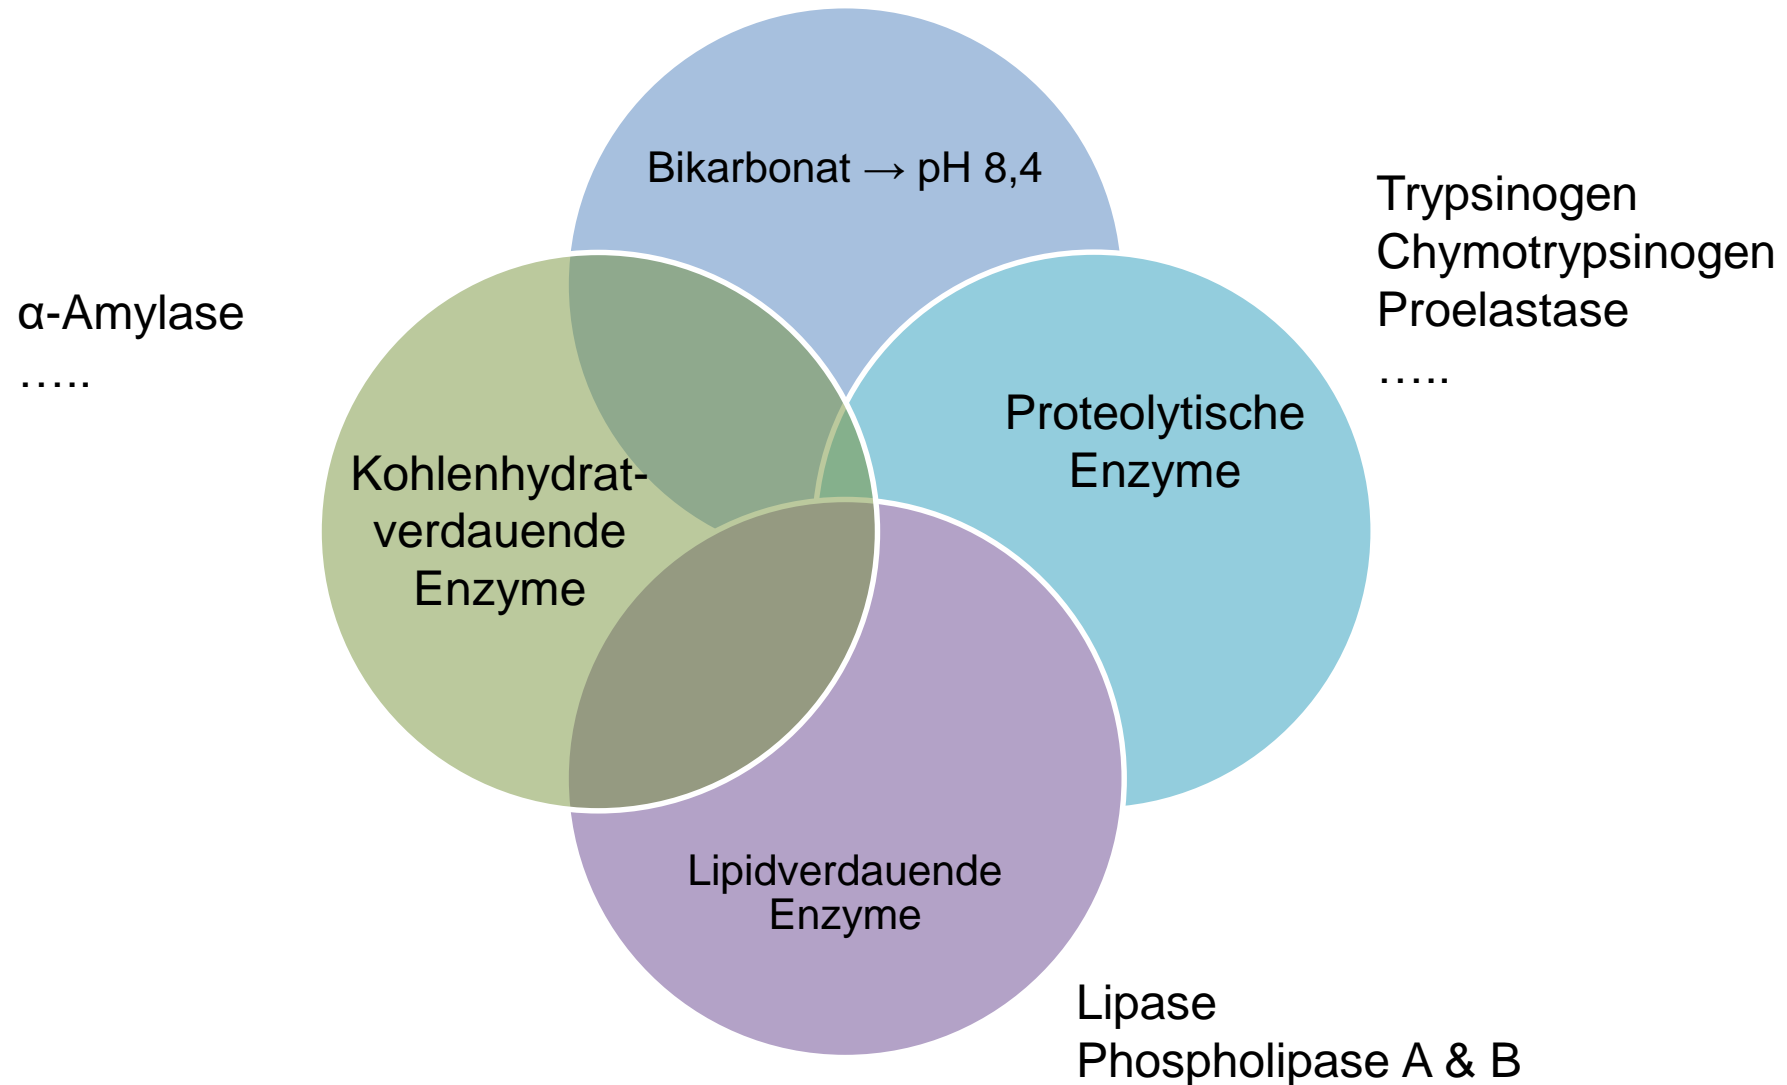 Bikarbonat → pH 8,4
Trypsinogen
Chymotrypsinogen
Proelastase
…..
α-Amylase
…..
Proteolytische
Enzyme
Kohlenhydrat-
verdauende
Enzyme
Lipidverdauende
Enzyme
Lipase
Phospholipase A & B